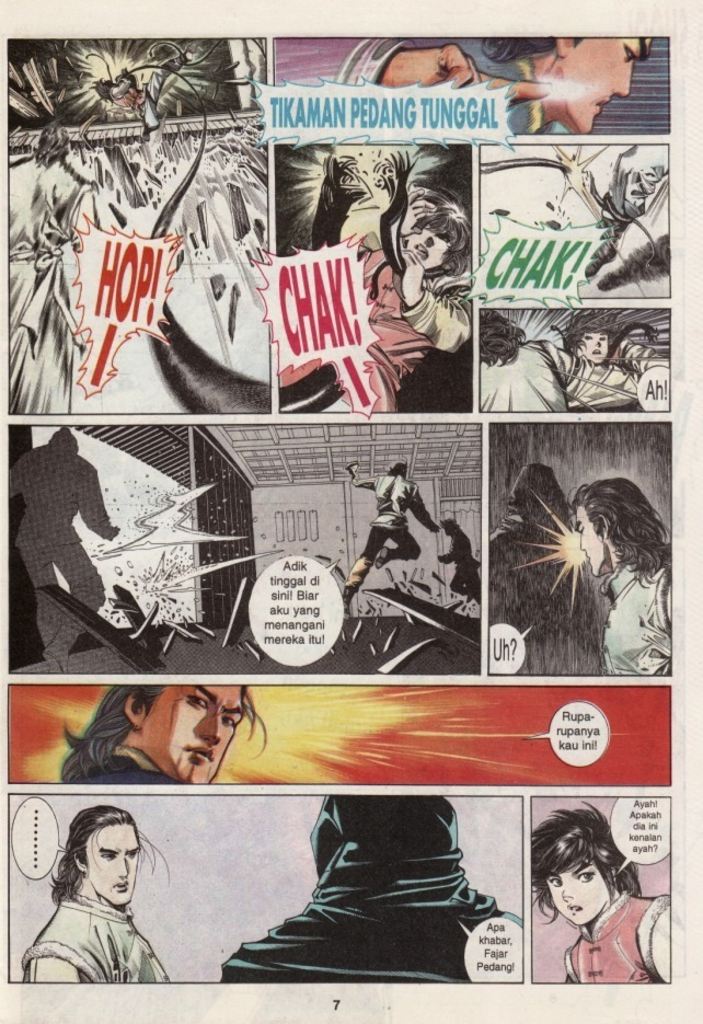 TIKAMAN PEDANG TUNGGAL
HOP!
CHAK!
CHAK!
Ah!
Adik
tinggal di
sini! Biar
aku yang
menangani
mereka itu!
Uh?
Rupa-
rupanya
kau ini!
.......
Apa
khabar,
Fajar
Pedang!
Ayah!
Apakah
dia ini
kenalan
ayah?
7